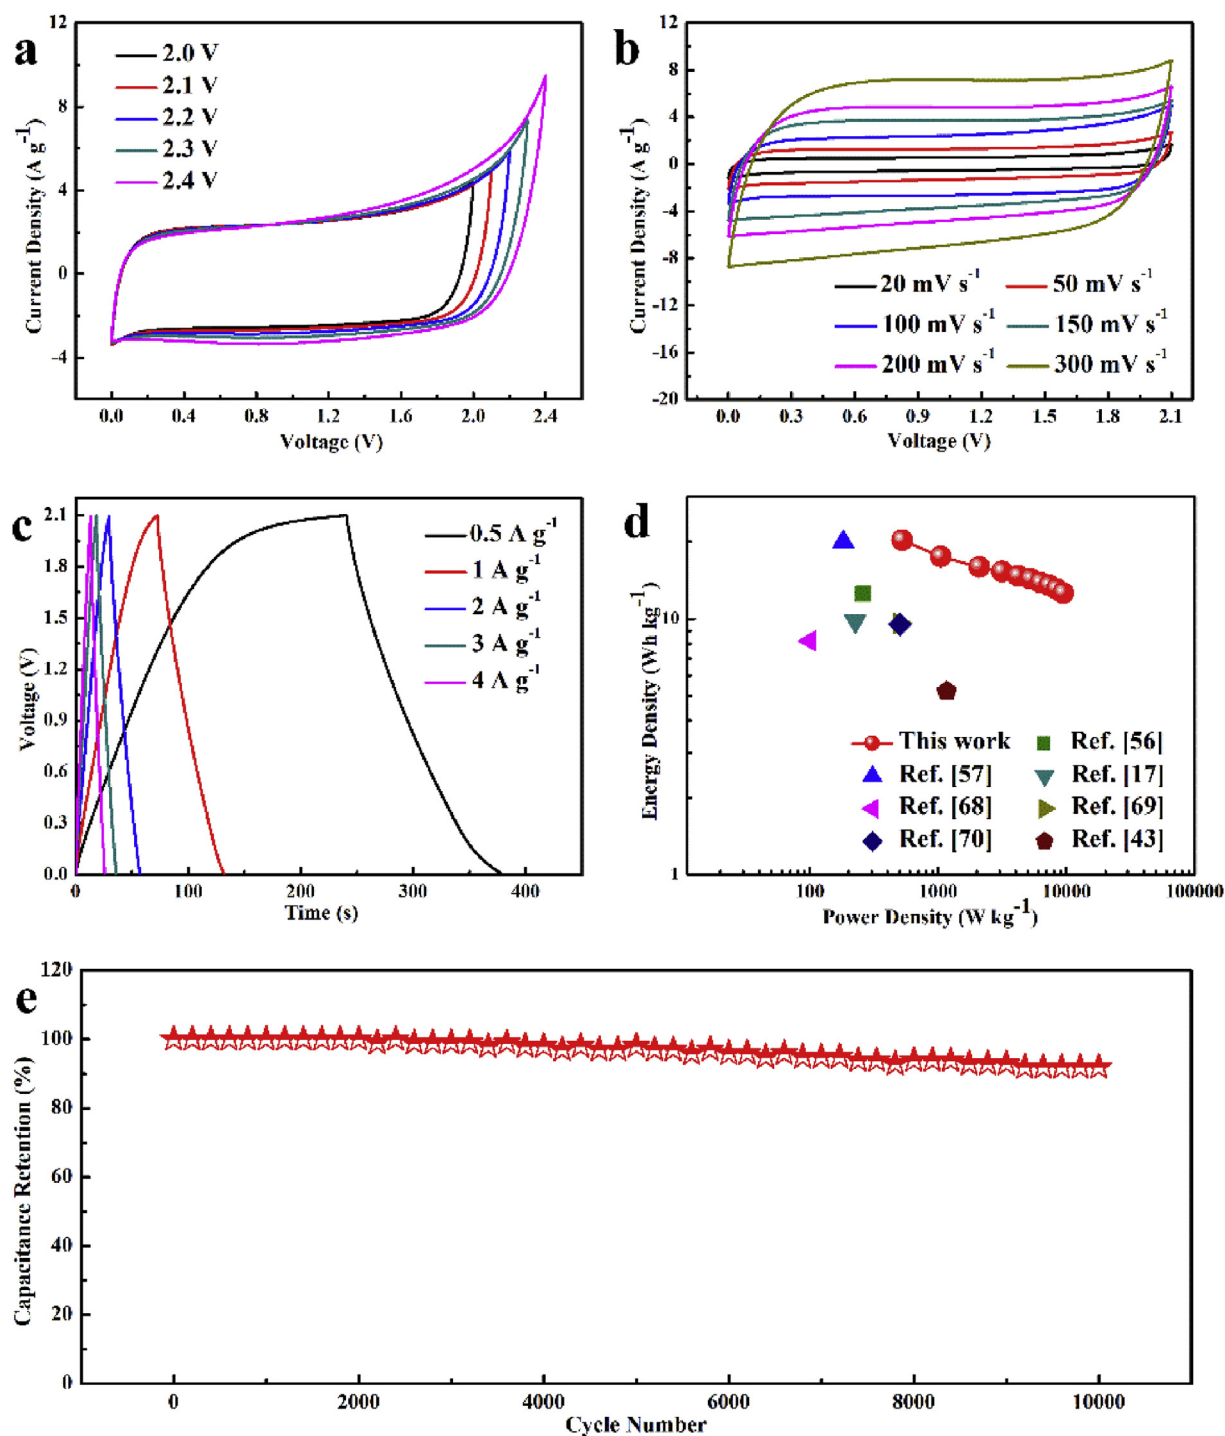 a
2.0 V
2.1 V
2.2 V
2.3 V
2.4 V
Current Density (A g⁻¹)
12
8
4
0
-4
0.0 0.4 0.8 1.2 1.6 2.0 2.4
Voltage (V)
b
Current Density (A g⁻¹)
12
8
4
0
-4
-8
-12
-16
-20
20 mV s⁻¹ 50 mV s⁻¹
100 mV s⁻¹ 150 mV s⁻¹
200 mV s⁻¹ 300 mV s⁻¹
0.0 0.3 0.6 0.9 1.2 1.5 1.8 2.1
Voltage (V)
c
0.5 A g⁻¹
1 A g⁻¹
2 A g⁻¹
3 A g⁻¹
4 A g⁻¹
Voltage (V)
2.1
1.8
1.5
1.2
0.9
0.6
0.3
0.0
0 100 200 300 400
Time (s)
d
Energy Density (Wh kg⁻¹)
10
1
This work Ref. [56]
Ref. [57] Ref. [17]
Ref. [68] Ref. [69]
Ref. [70] Ref. [43]
100 1000 10000 100000
Power Density (W kg⁻¹)
e
Capacitance Retention (%)
120
100
80
60
40
20
0
0 2000 4000 6000 8000 10000
Cycle Number